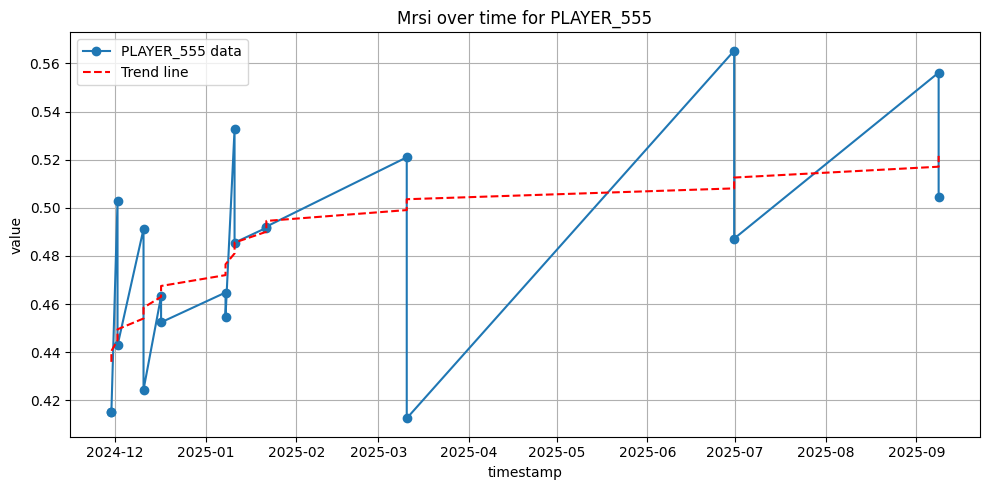 Mrsi over time for PLAYER_555
PLAYER_555 data
Trend line
value
0.56
0.54
0.52
0.50
0.48
0.46
0.44
0.42
2024-12 2025-01 2025-02 2025-03 2025-04 2025-05 2025-06 2025-07 2025-08 2025-09
timestamp